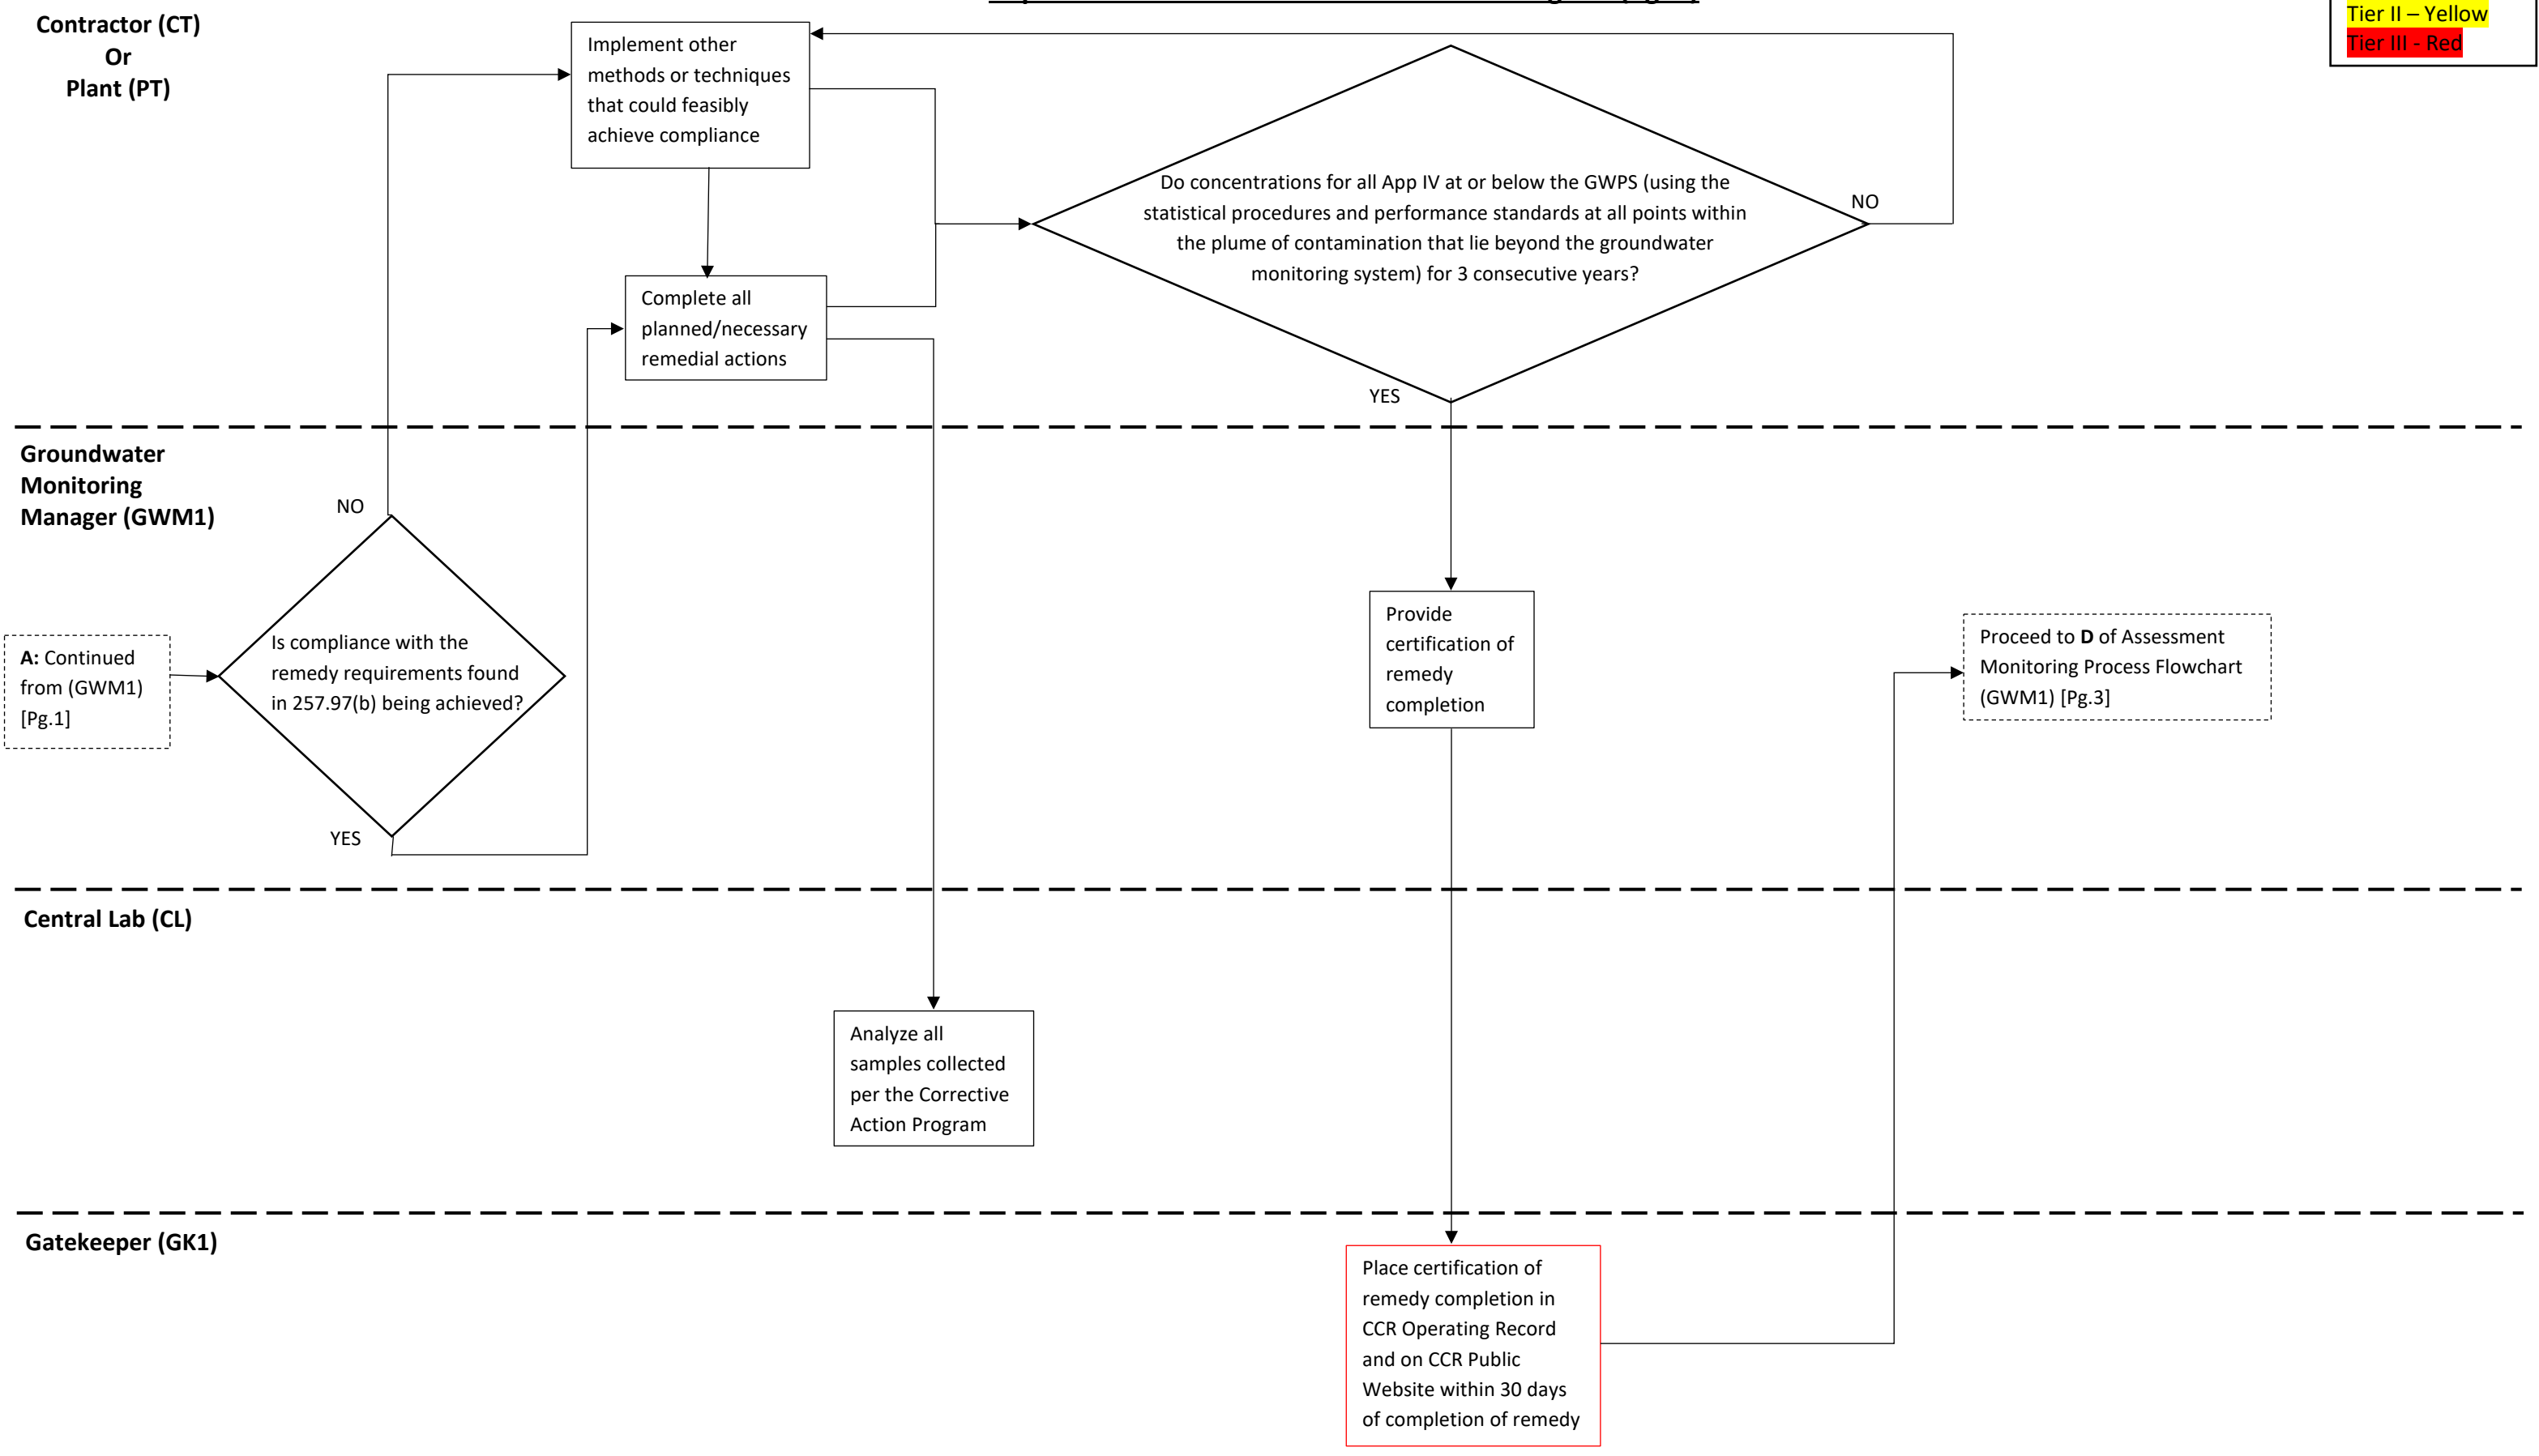 Contractor (CT)
Or
Plant (PT)
Tier II – Yellow
Tier III - Red
Implement other
methods or techniques
that could feasibly
achieve compliance
Do concentrations for all App IV at or below the GWPS (using the
statistical procedures and performance standards at all points within
the plume of contamination that lie beyond the groundwater
monitoring system) for 3 consecutive years?
NO
Complete all
planned/necessary
remedial actions
YES
Groundwater
Monitoring
Manager (GWM1)
NO
A: Continued
from (GWM1)
[Pg.1]
Is compliance with the
remedy requirements found
in 257.97(b) being achieved?
YES
Provide
certification of
remedy
completion
Proceed to D of Assessment
Monitoring Process Flowchart
(GWM1) [Pg.3]
Central Lab (CL)
Analyze all
samples collected
per the Corrective
Action Program
Gatekeeper (GK1)
Place certification of
remedy completion in
CCR Operating Record
and on CCR Public
Website within 30 days
of completion of remedy